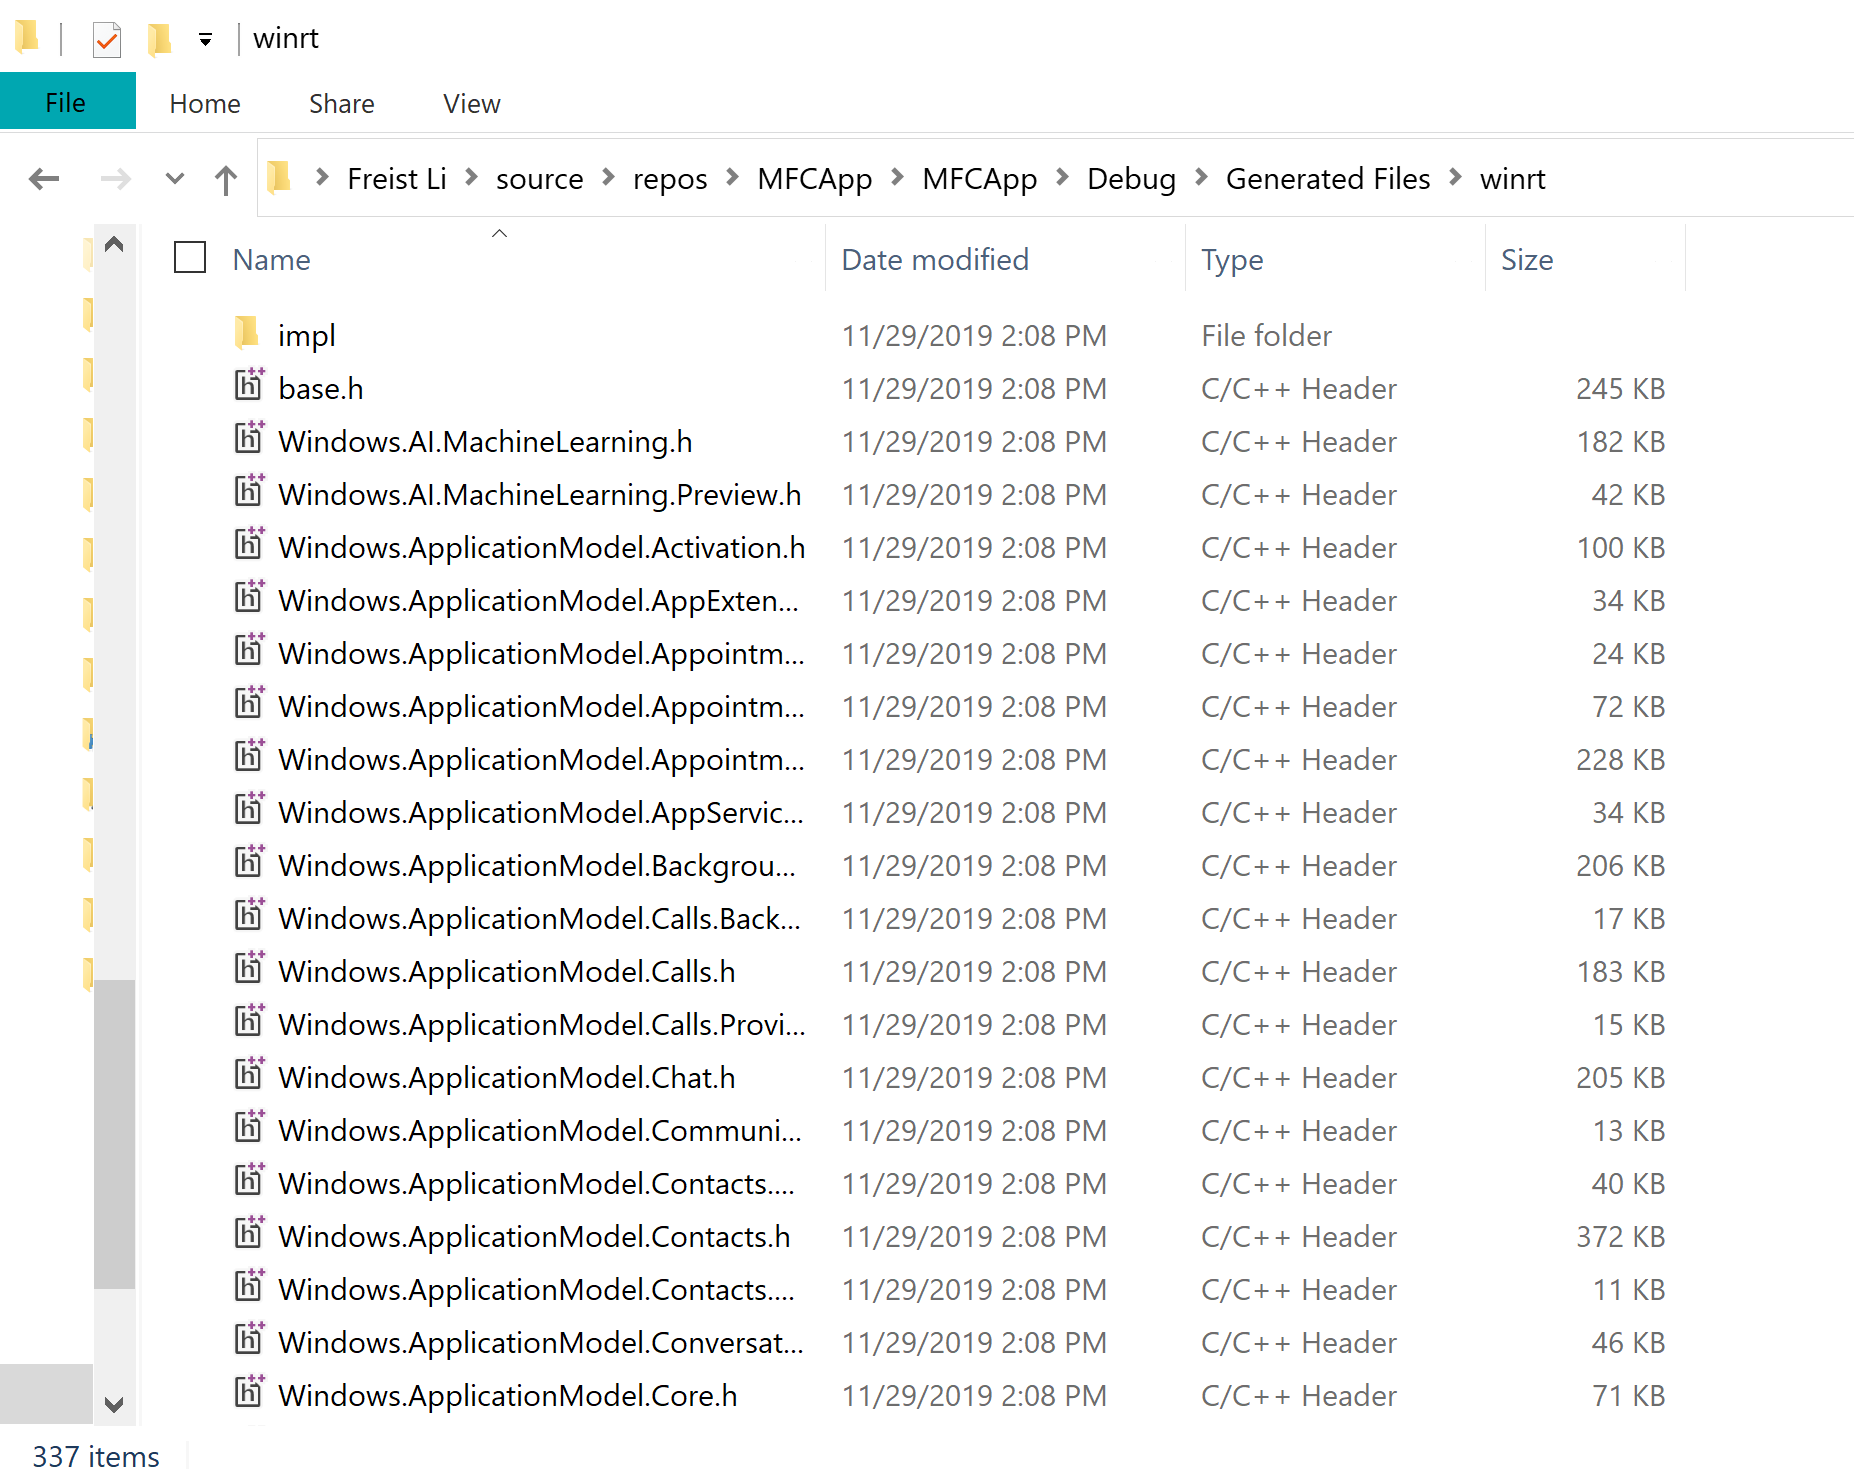 winrt
File Home Share View
Freist Li source repos MFCApp MFCApp Debug Generated Files winrt
Name Date modified Type Size
impl 11/29/2019 2:08 PM File folder
base.h 11/29/2019 2:08 PM C/C++ Header 245 KB
Windows.AI.MachineLearning.h 11/29/2019 2:08 PM C/C++ Header 182 KB
Windows.AI.MachineLearning.Preview.h 11/29/2019 2:08 PM C/C++ Header 42 KB
Windows.ApplicationModel.Activation.h 11/29/2019 2:08 PM C/C++ Header 100 KB
Windows.ApplicationModel.AppExten... 11/29/2019 2:08 PM C/C++ Header 34 KB
Windows.ApplicationModel.Appointm... 11/29/2019 2:08 PM C/C++ Header 24 KB
Windows.ApplicationModel.Appointm... 11/29/2019 2:08 PM C/C++ Header 72 KB
Windows.ApplicationModel.Appointm... 11/29/2019 2:08 PM C/C++ Header 228 KB
Windows.ApplicationModel.AppServic... 11/29/2019 2:08 PM C/C++ Header 34 KB
Windows.ApplicationModel.Backgrou... 11/29/2019 2:08 PM C/C++ Header 206 KB
Windows.ApplicationModel.Calls.Back... 11/29/2019 2:08 PM C/C++ Header 17 KB
Windows.ApplicationModel.Calls.h 11/29/2019 2:08 PM C/C++ Header 183 KB
Windows.ApplicationModel.Calls.Provi... 11/29/2019 2:08 PM C/C++ Header 15 KB
Windows.ApplicationModel.Chat.h 11/29/2019 2:08 PM C/C++ Header 205 KB
Windows.ApplicationModel.Communi... 11/29/2019 2:08 PM C/C++ Header 13 KB
Windows.ApplicationModel.Contacts.... 11/29/2019 2:08 PM C/C++ Header 40 KB
Windows.ApplicationModel.Contacts.h 11/29/2019 2:08 PM C/C++ Header 372 KB
Windows.ApplicationModel.Contacts.... 11/29/2019 2:08 PM C/C++ Header 11 KB
Windows.ApplicationModel.Conversat... 11/29/2019 2:08 PM C/C++ Header 46 KB
Windows.ApplicationModel.Core.h 11/29/2019 2:08 PM C/C++ Header 71 KB
337 items